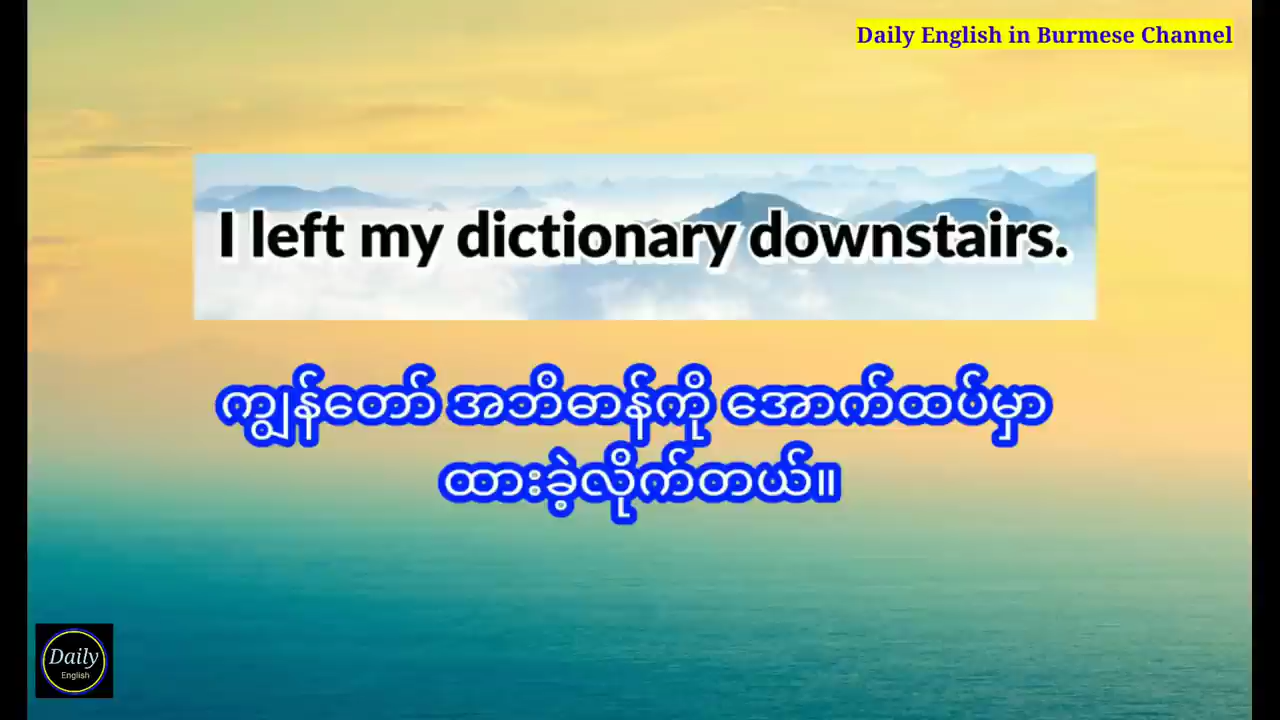 Daily English in Burmese Channel
I left my dictionary downstairs.
ကျွန်တော် အဘိဓာန်ကို အောက်ထပ်မှာ
ထားခဲ့လိုက်တယ်။
Daily
English